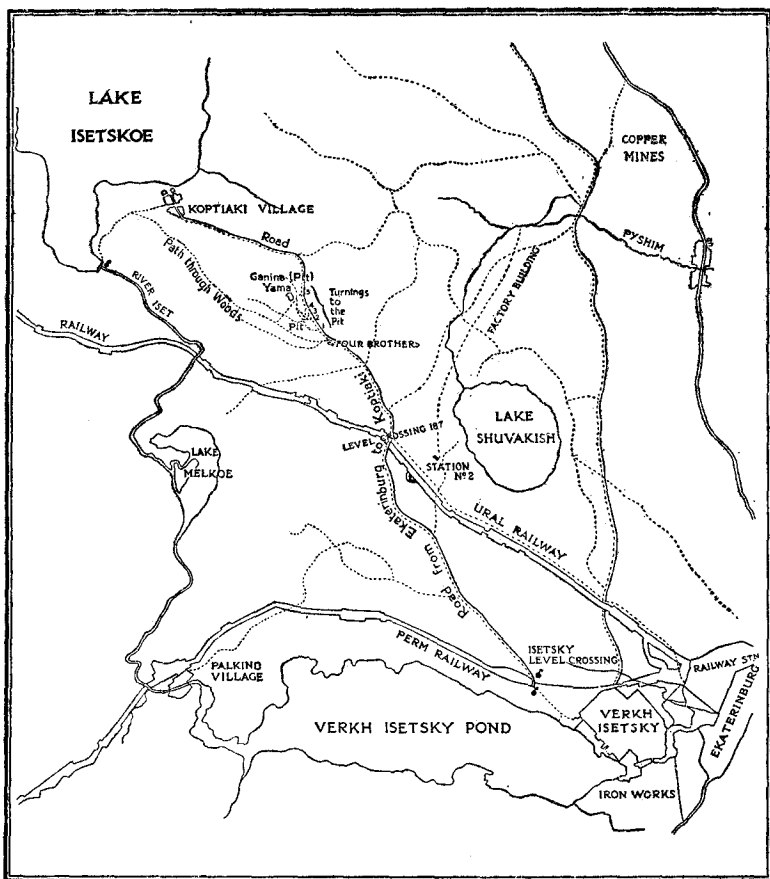 LAKE
ISETSKOE
COPPER
MINES
KOPTIAKI VILLAGE
Road
PYSHIM
Path through Woods
Ganina (Pit)
Yama
Turnings
to the
Pit
Pit
FACTORY BUILDING
RIVER ISET
RAILWAY
FOUR BROTHERS
LEVEL CROSSING 187
LAKE
SHUVAKISH
LAKE
MELKOE
STATION
Nº2
Road from Ekaterinburg to Koptiaki
URAL RAILWAY
PERM RAILWAY
ISETSKY
LEVEL CROSSING
RAILWAY STN
PALKINO
VILLAGE
VERKH ISETSKY POND
VERKH
ISETSKY
EKATERINBURG
IRON WORKS